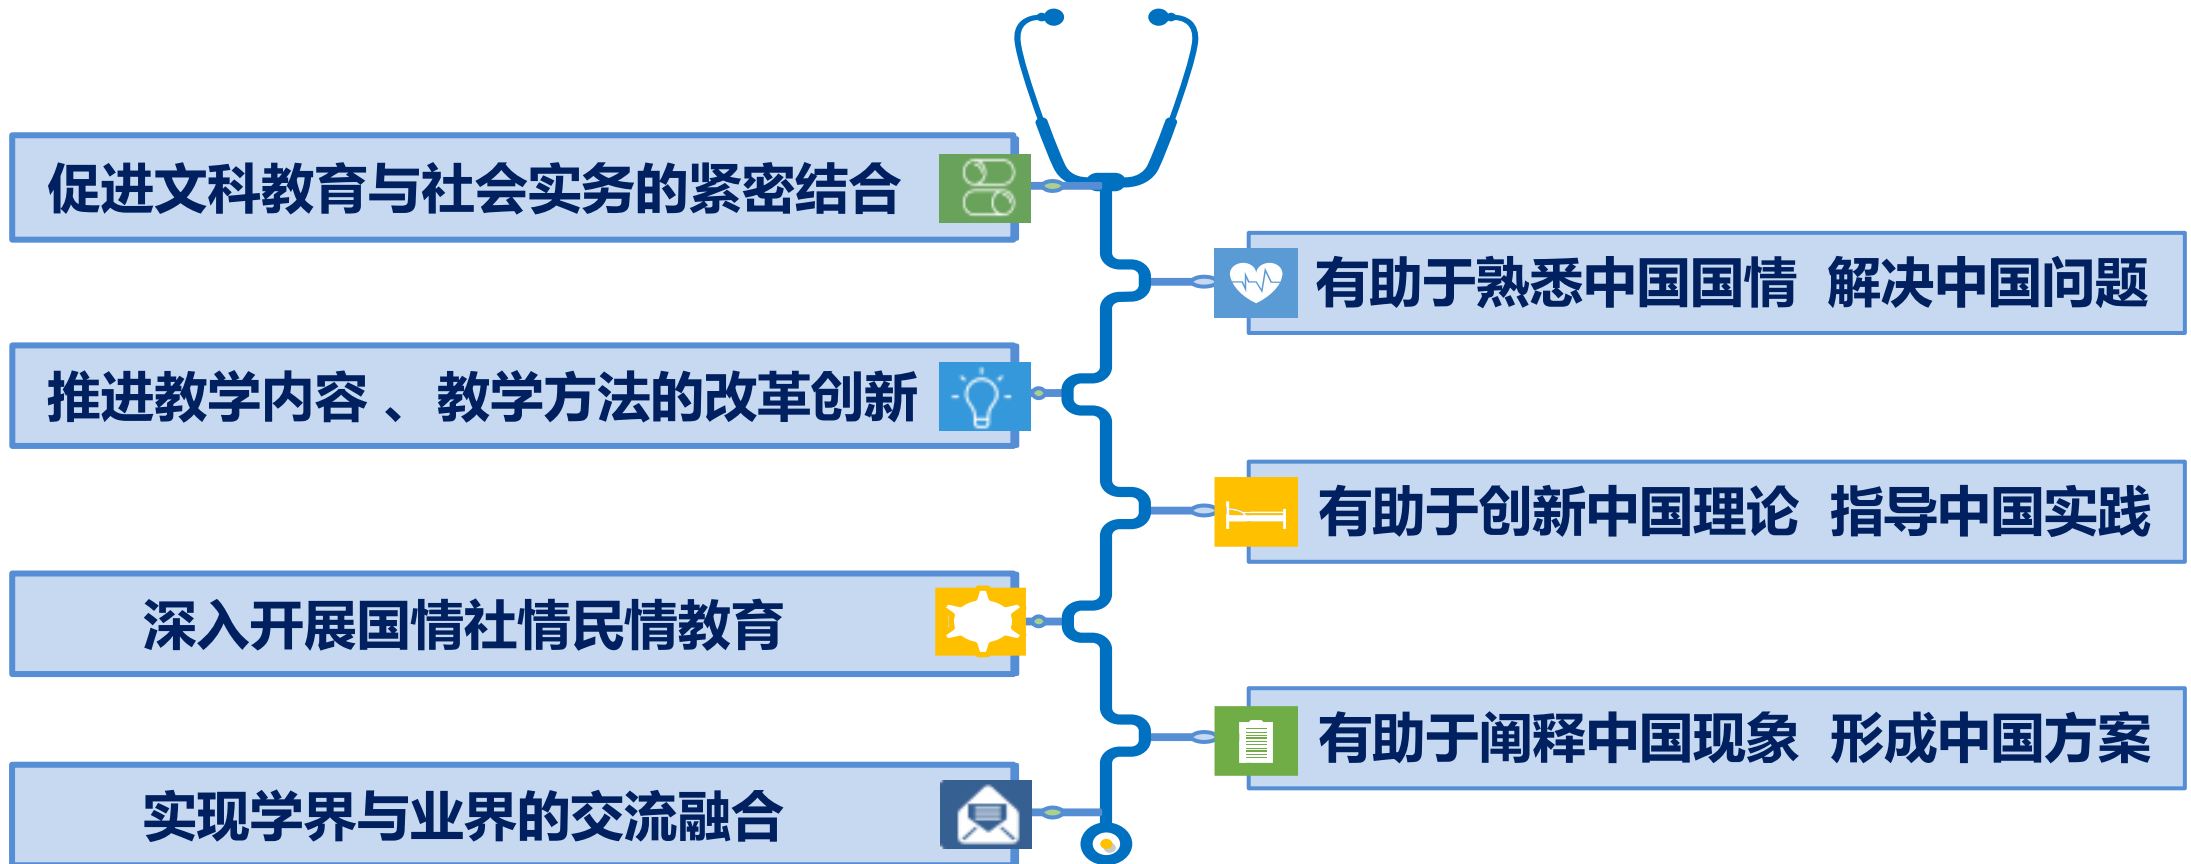 促进文科教育与社会实务的紧密结合
有助于熟悉中国国情 解决中国问题
推进教学内容 、教学方法的改革创新
有助于创新中国理论 指导中国实践
深入开展国情社情民情教育
有助于阐释中国现象 形成中国方案
实现学界与业界的交流融合